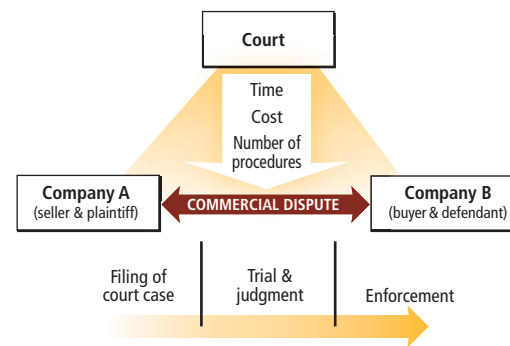 Court
Time
Cost
Number of
procedures
Company A
(seller & plaintiff)
COMMERCIAL DISPUTE
Company B
(buyer & defendant)
Filing of
court case
Trial &
judgment
Enforcement